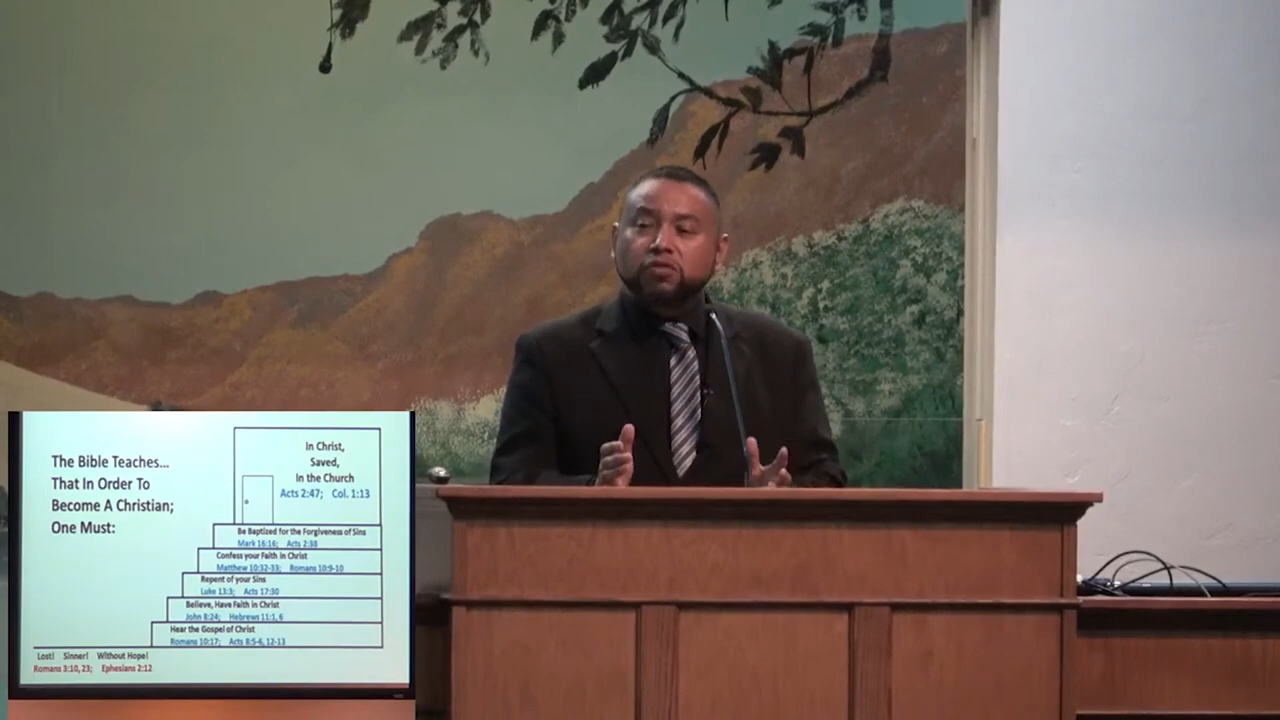 The Bible Teaches...
That In Order To
Become A Christian;
One Must:
In Christ,
Saved,
In the Church
Acts 2:47; Col. 1:13
Be Baptized for the Forgiveness of Sins
Mark 16:16; Acts 2:38
Confess your Faith in Christ
Matthew 10:32-33; Romans 10:9-10
Repent of your Sins
Luke 13:3; Acts 17:30
Believe, Have Faith in Christ
John 8:24; Hebrews 11:1, 6
Hear the Gospel of Christ
Romans 10:17; Acts 8:5-6, 12-13
Lost! Sinner! Without Hope!
Romans 3:10, 23; Ephesians 2:12